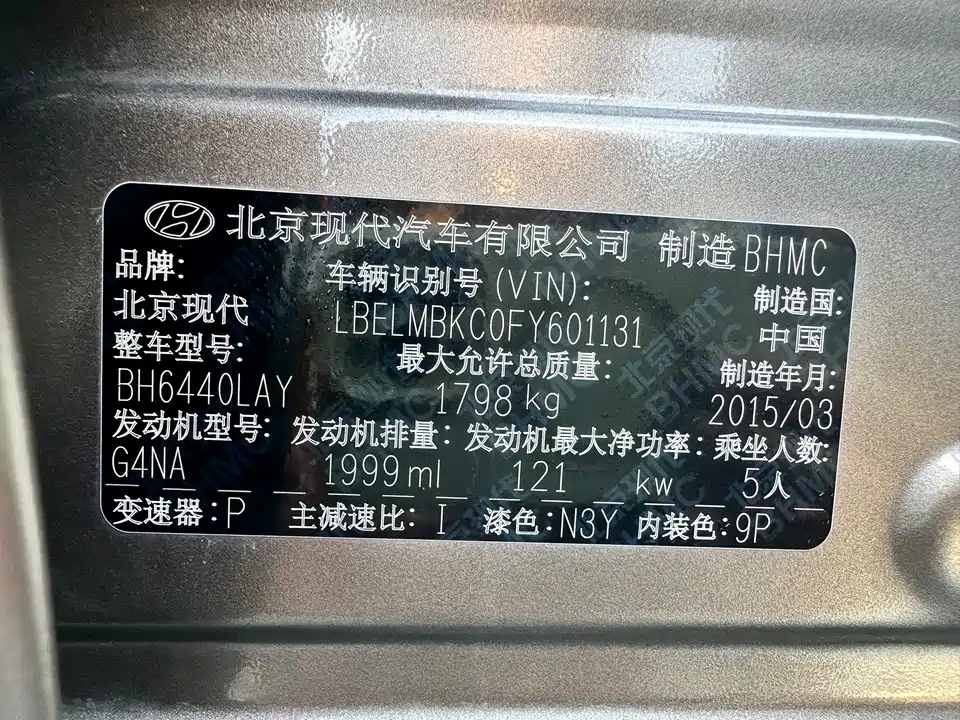 北京现代汽车有限公司 制造 BHMC
品牌: 车辆识别号 (VIN): 制造国:
北京现代 LBELMBKC0FY601131 中国
整车型号: 最大允许总质量: 制造年月:
BH6440LAY 1798 kg 2015/03
发动机型号: 发动机排量: 发动机最大净功率: 乘坐人数:
G4NA 1999ml 121 kw 5人
变速器:P 主减速比: I 漆色:N3Y 内装色:9P